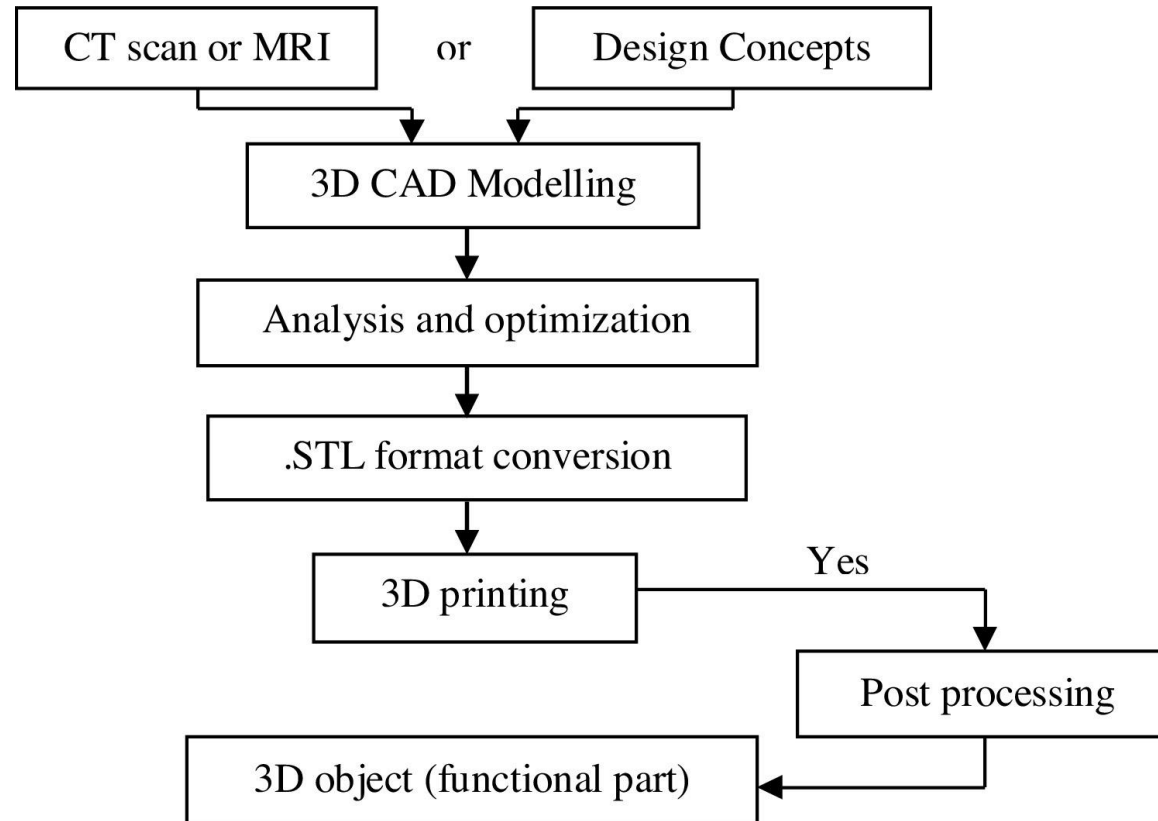 CT scan or MRI
or
Design Concepts
3D CAD Modelling
Analysis and optimization
.STL format conversion
3D printing
Yes
Post processing
3D object (functional part)